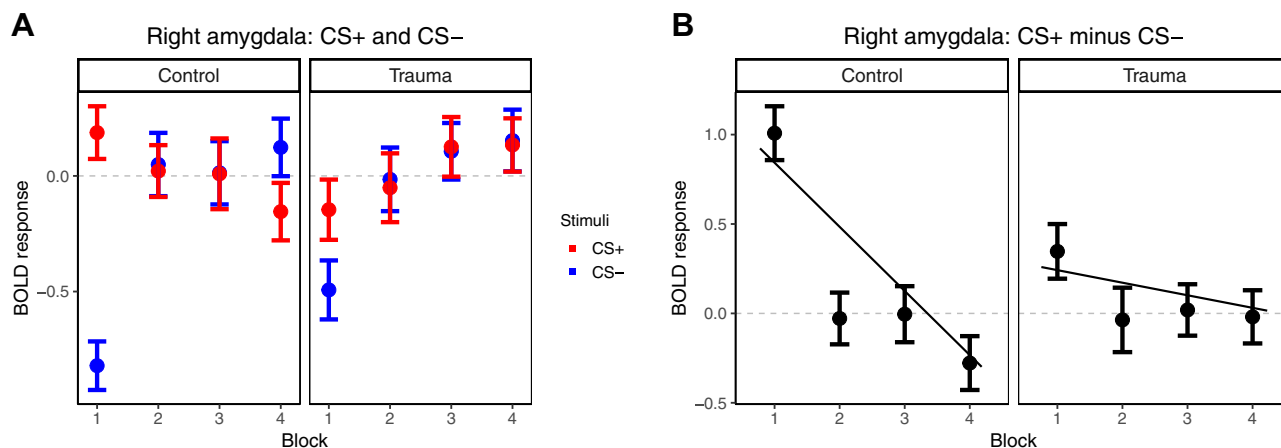 A
Right amygdala: CS+ and CS−
Control
Trauma
BOLD response
0.0
−0.5
1 2 3 4 1 2 3 4
Block
Stimuli
CS+
CS−
B
Right amygdala: CS+ minus CS−
Control
Trauma
BOLD response
1.0
0.5
0.0
−0.5
1 2 3 4 1 2 3 4
Block